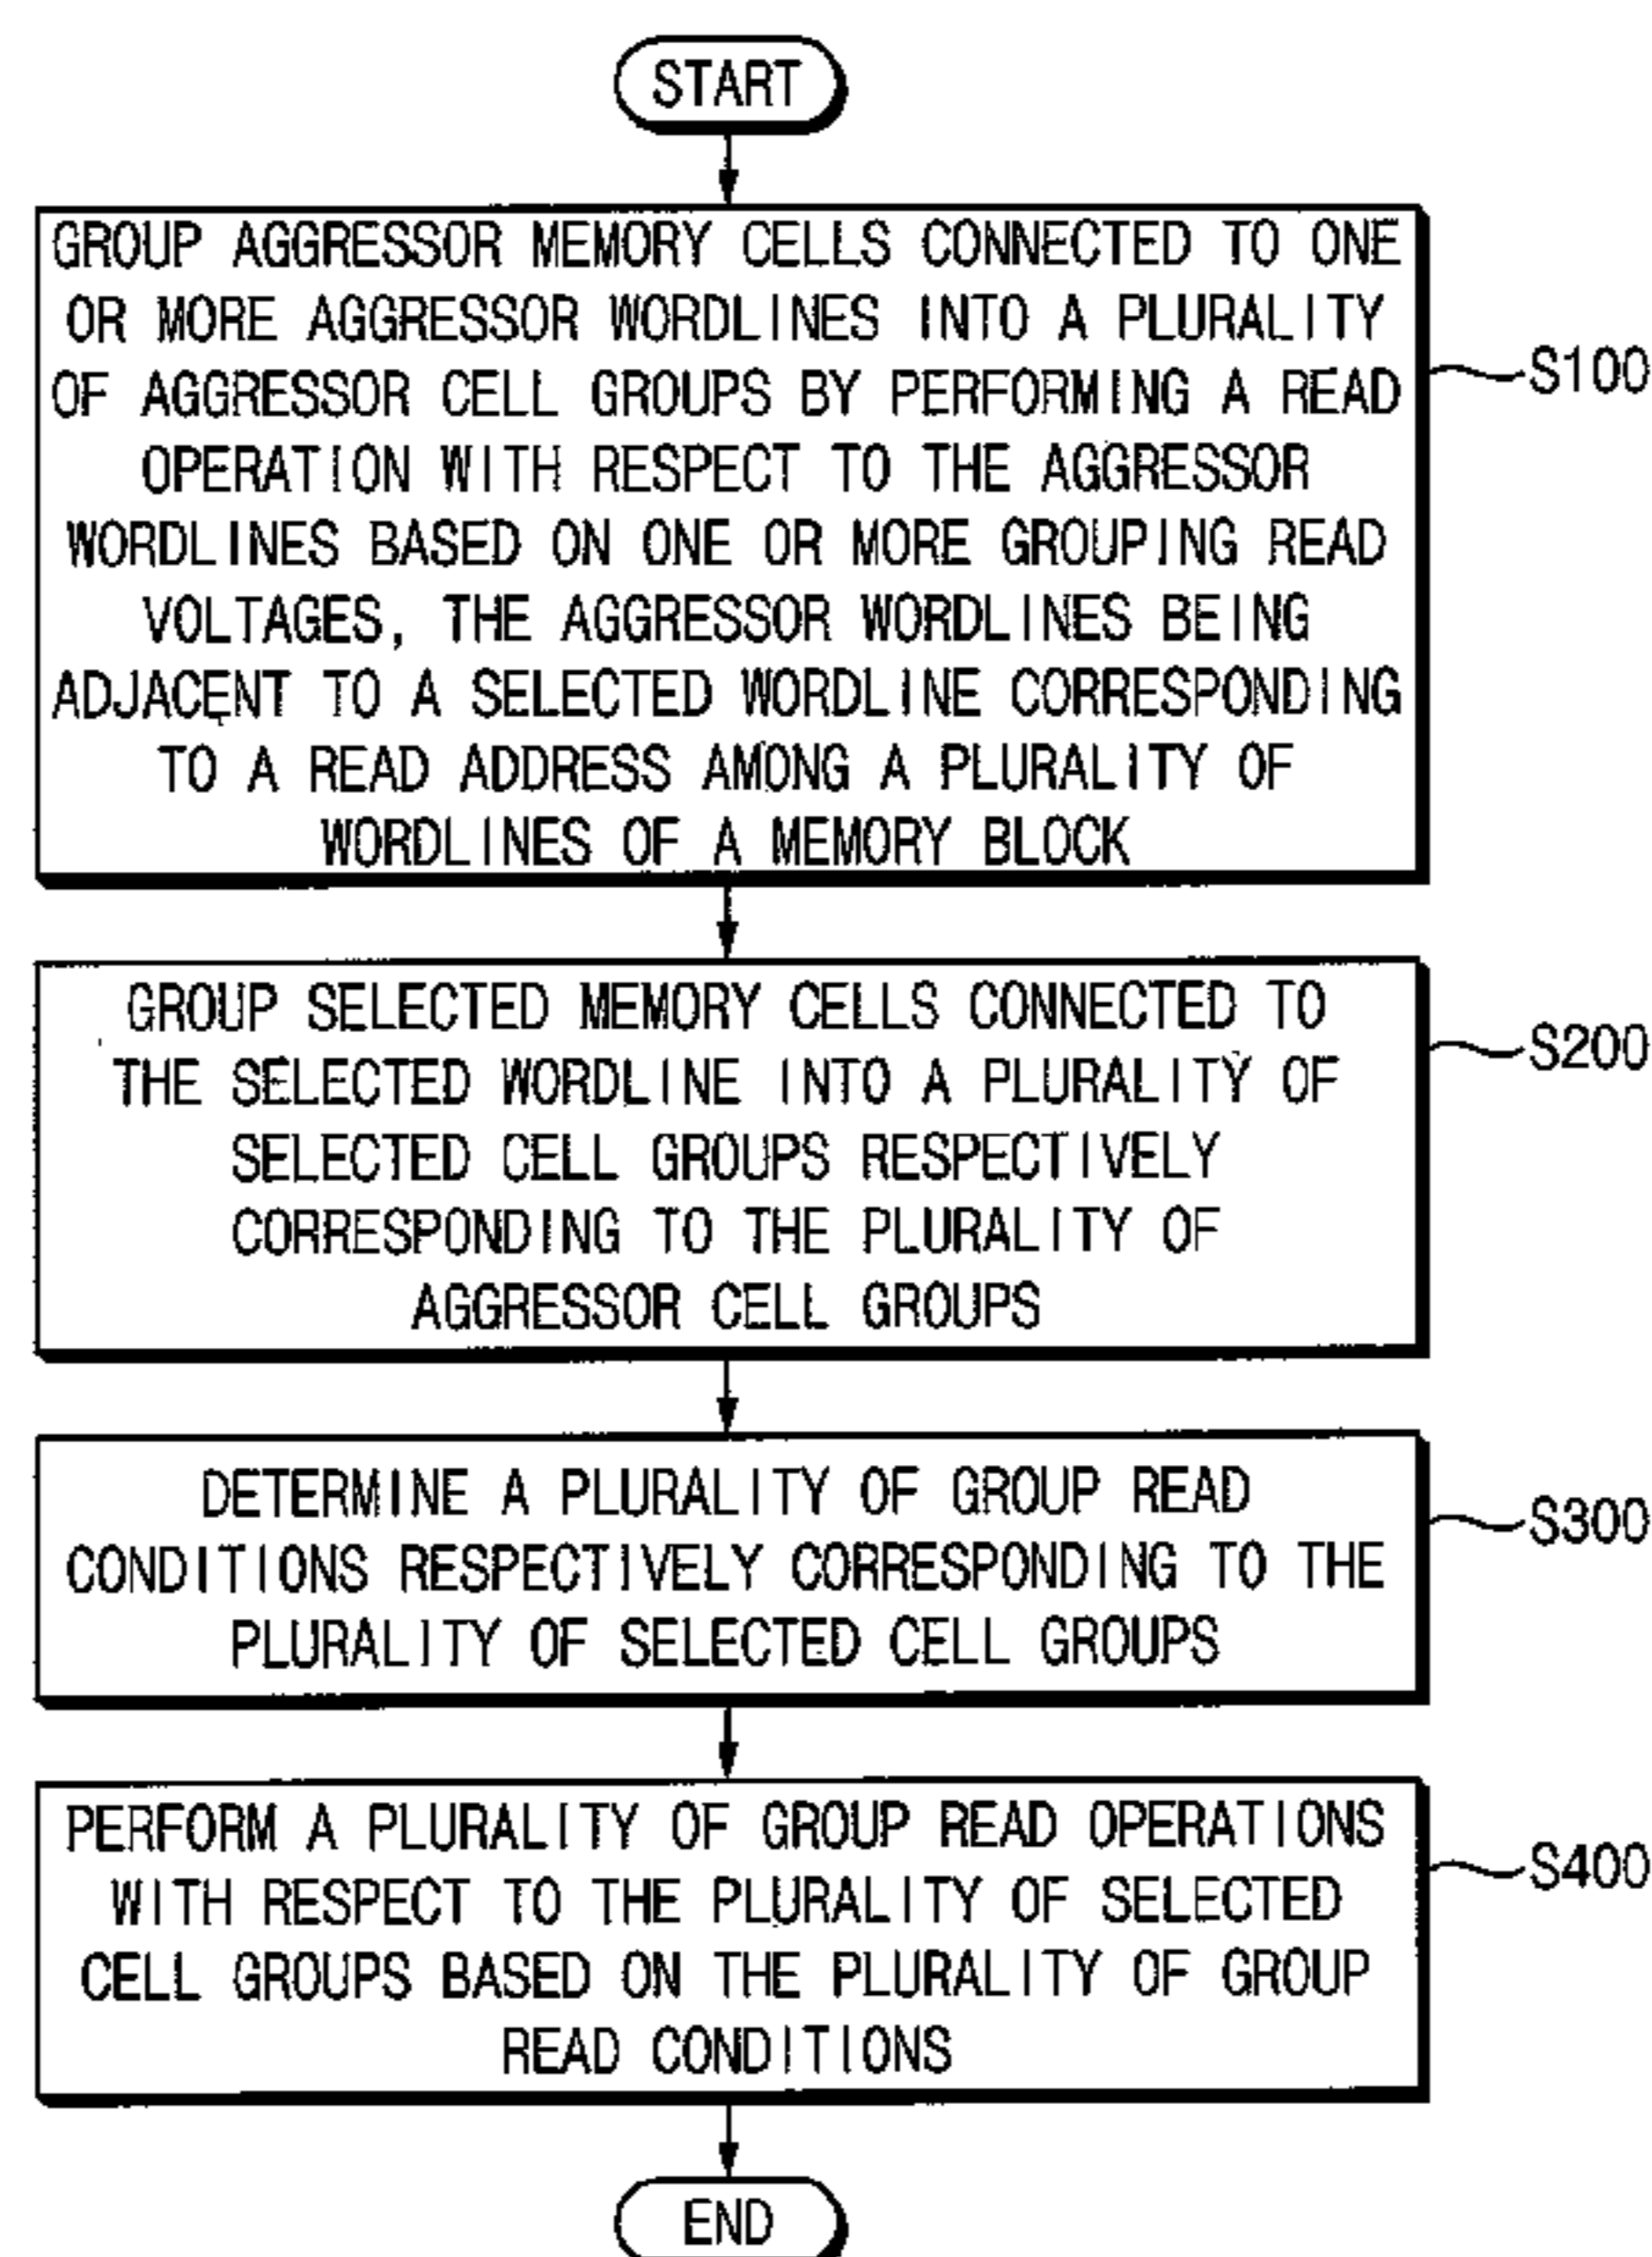 START
GROUP AGGRESSOR MEMORY CELLS CONNECTED TO ONE
OR MORE AGGRESSOR WORDLINES INTO A PLURALITY
OF AGGRESSOR CELL GROUPS BY PERFORMING A READ
OPERATION WITH RESPECT TO THE AGGRESSOR
WORDLINES BASED ON ONE OR MORE GROUPING READ
VOLTAGES, THE AGGRESSOR WORDLINES BEING
ADJACENT TO A SELECTED WORDLINE CORRESPONDING
TO A READ ADDRESS AMONG A PLURALITY OF
WORDLINES OF A MEMORY BLOCK
S100
GROUP SELECTED MEMORY CELLS CONNECTED TO
THE SELECTED WORDLINE INTO A PLURALITY OF
SELECTED CELL GROUPS RESPECTIVELY
CORRESPONDING TO THE PLURALITY OF
AGGRESSOR CELL GROUPS
S200
DETERMINE A PLURALITY OF GROUP READ
CONDITIONS RESPECTIVELY CORRESPONDING TO THE
PLURALITY OF SELECTED CELL GROUPS
S300
PERFORM A PLURALITY OF GROUP READ OPERATIONS
WITH RESPECT TO THE PLURALITY OF SELECTED
CELL GROUPS BASED ON THE PLURALITY OF GROUP
READ CONDITIONS
S400
END